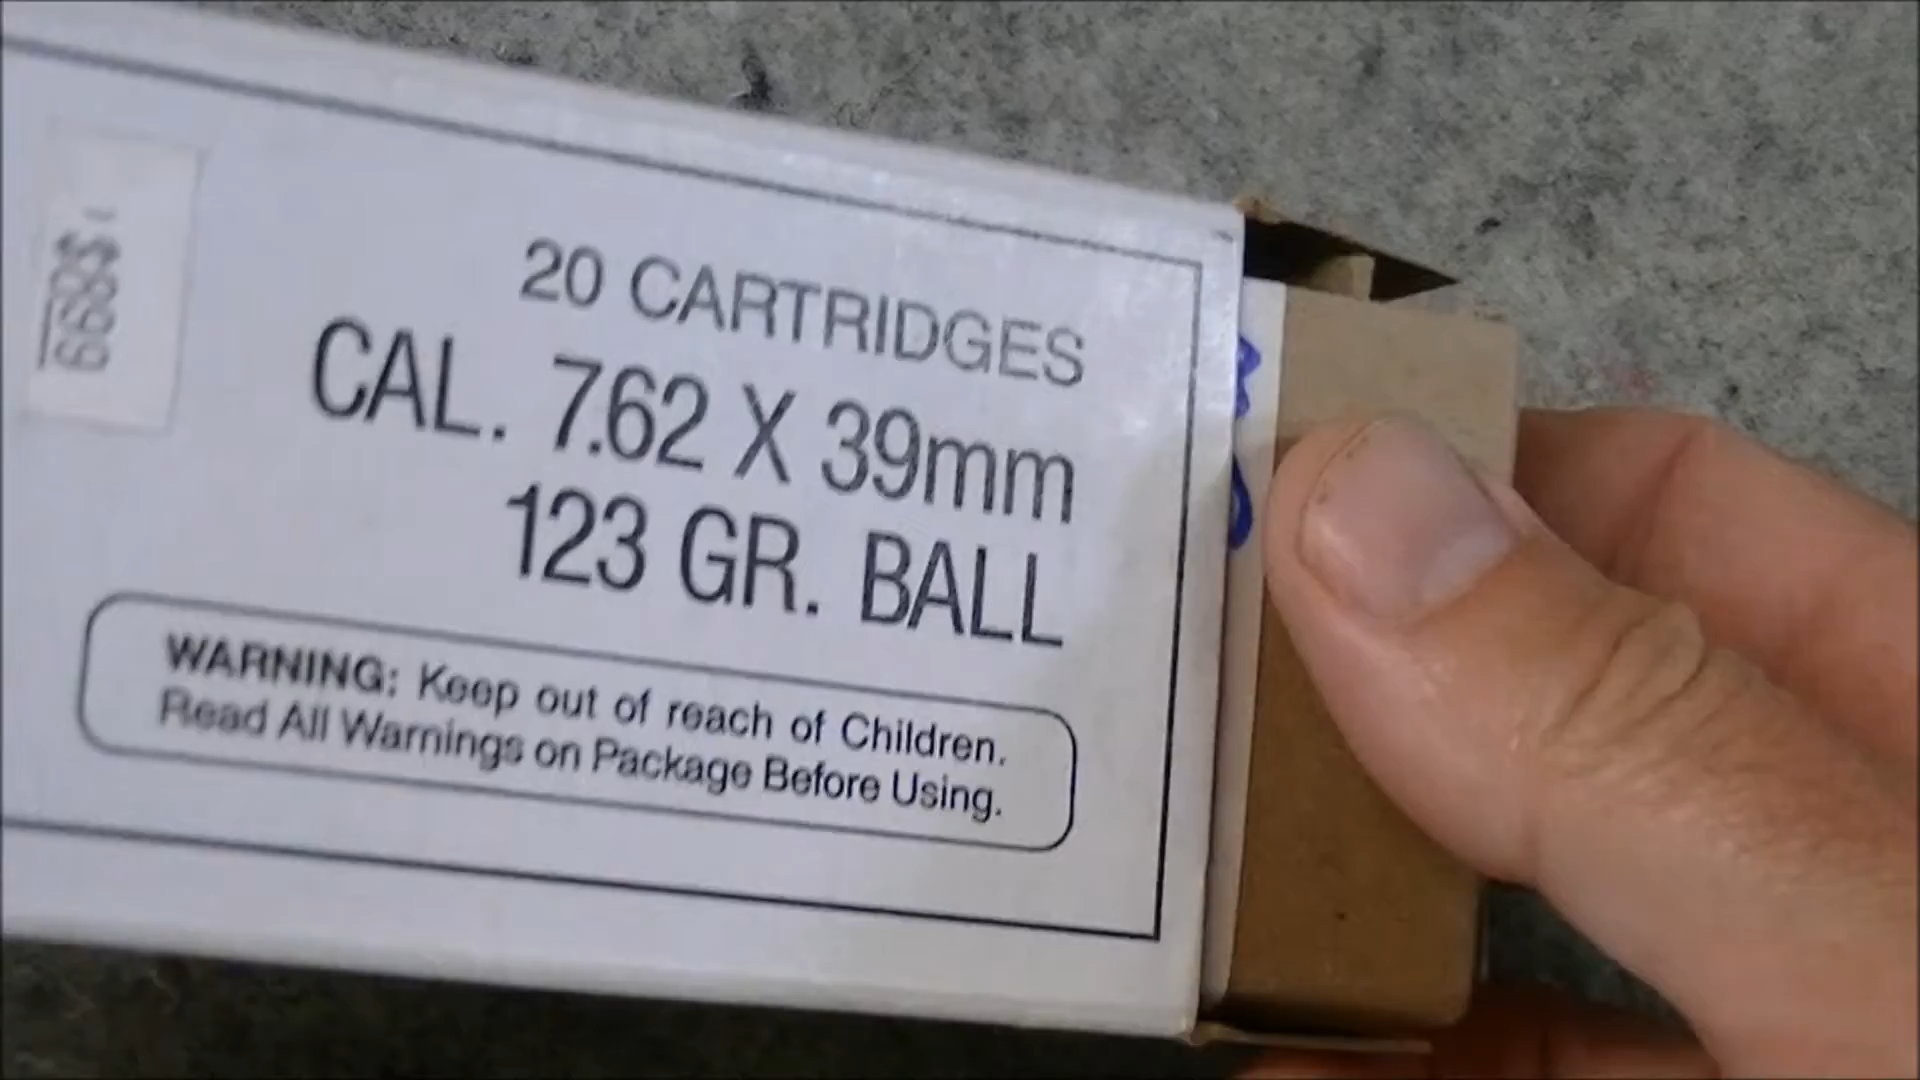 20 CARTRIDGES
CAL. 7.62 X 39mm
123 GR. BALL
WARNING: Keep out of reach of Children.
Read All Warnings on Package Before Using.